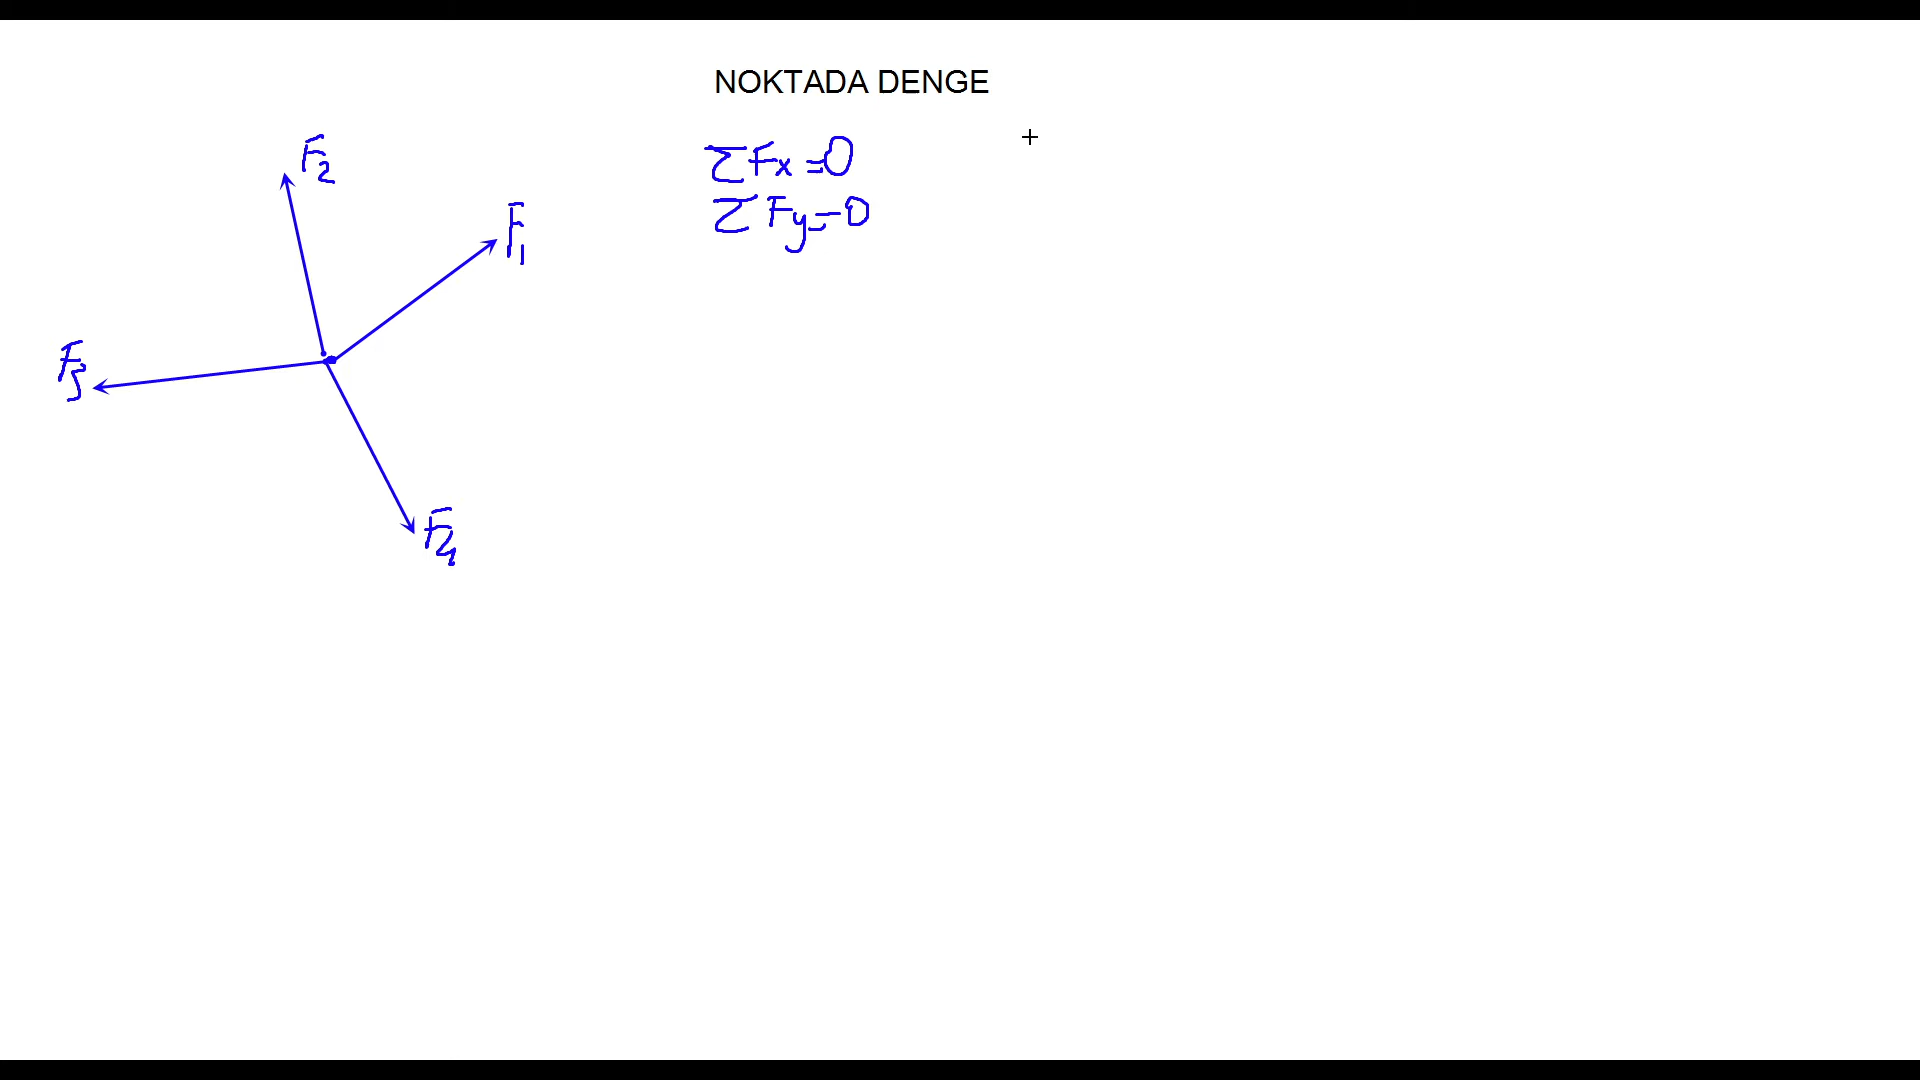 NOKTADA DENGE
ΣFx=0
ΣFy=0
F2
F1
F3
F4